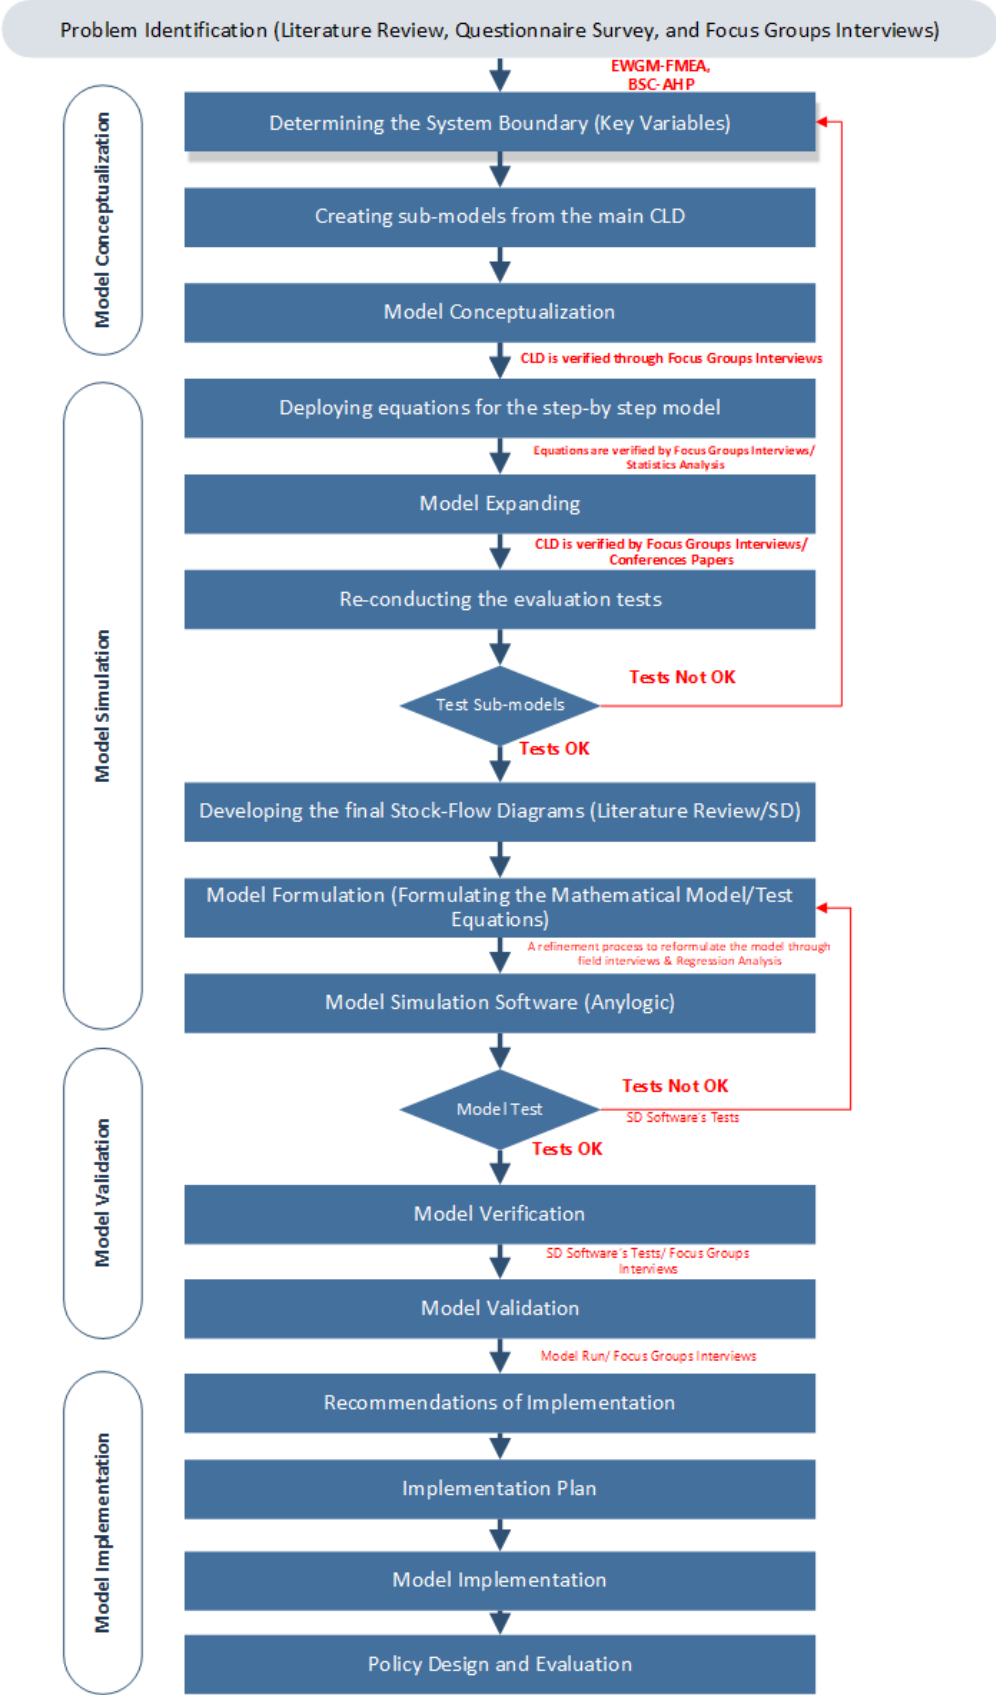 Problem Identification (Literature Review, Questionnaire Survey, and Focus Groups Interviews)
EWGM-FMEA,
BSC-AHP
Model Conceptualization
Determining the System Boundary (Key Variables)
Creating sub-models from the main CLD
Model Conceptualization
CLD is verified through Focus Groups Interviews
Model Simulation
Deploying equations for the step-by step model
Equations are verified by Focus Groups Interviews/
Statistics Analysis
Model Expanding
CLD is verified by Focus Groups Interviews/
Conferences Papers
Re-conducting the evaluation tests
Tests Not OK
Test Sub-models
Tests OK
Developing the final Stock-Flow Diagrams (Literature Review/SD)
Model Formulation (Formulating the Mathematical Model/Test
Equations)
A refinement process to reformulate the model through
field interviews & Regression Analysis
Model Simulation Software (Anylogic)
Model Validation
Tests Not OK
Model Test
SD Software's Tests
Tests OK
Model Verification
SD Software's Tests/ Focus Groups
Interviews
Model Validation
Model Run/ Focus Groups Interviews
Model Implementation
Recommendations of Implementation
Implementation Plan
Model Implementation
Policy Design and Evaluation